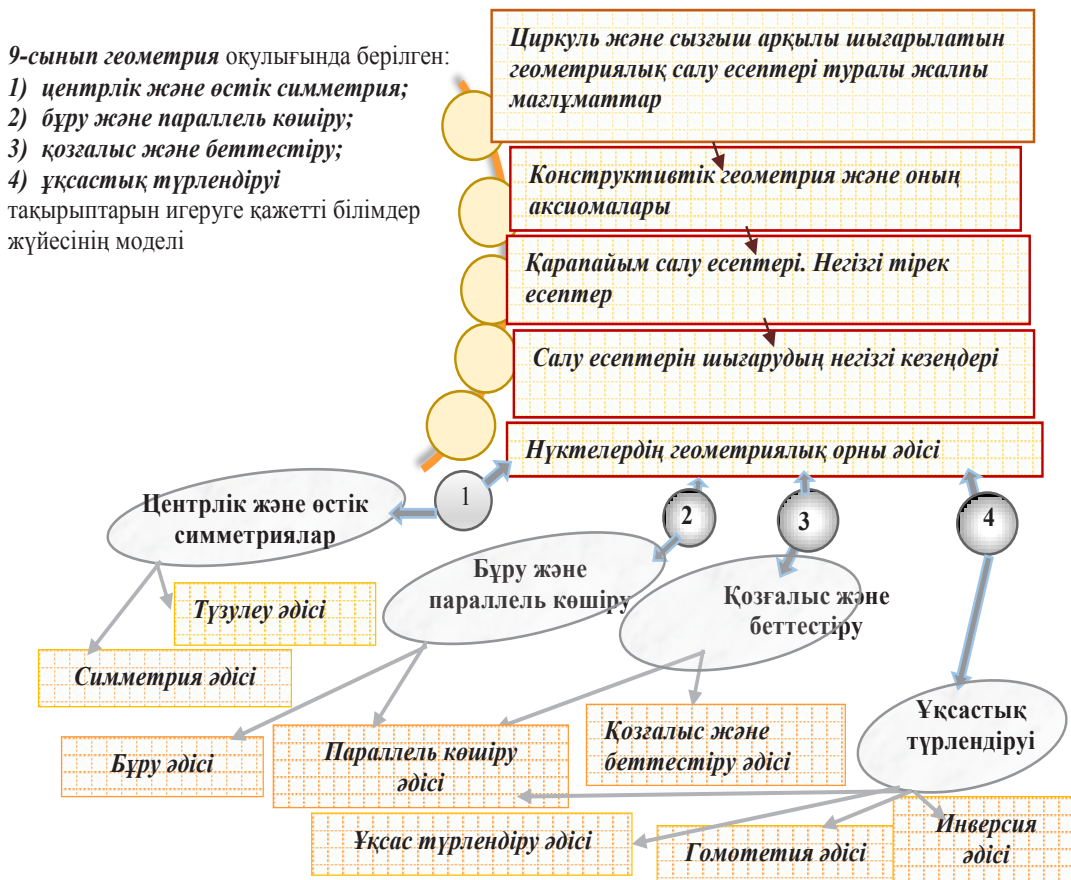 9-сынып геометрия оқулығында берілген:
1) центрлік және өстік симметрия;
2) бұру және параллель көшіру;
3) қозғалыс және беттестіру;
4) ұқсастық түрлендіруі
тақырыптарын игеруге қажетті білімдер
жүйесінің моделі
Циркуль және сызғыш арқылы шығарылатын
геометриялық салу есептері туралы жалпы
мағлұматтар
Конструктивтік геометрия және оның
аксиомалары
Қарапайым салу есептері. Негізгі тірек
есептер
Салу есептерін шығарудың негізгі кезеңдері
Нүктелердің геометриялық орны әдісі
1
2
3
4
Центрлік және өстік
симметриялар
Бұру және
параллель көшіру
Қозғалыс және
беттестіру
Ұқсастық
түрлендіруі
Түзулеу әдісі
Симметрия әдісі
Бұру әдісі
Параллель көшіру
әдісі
Қозғалыс және
беттестіру әдісі
Ұқсас түрлендіру әдісі
Гомотетия әдісі
Инверсия
әдісі